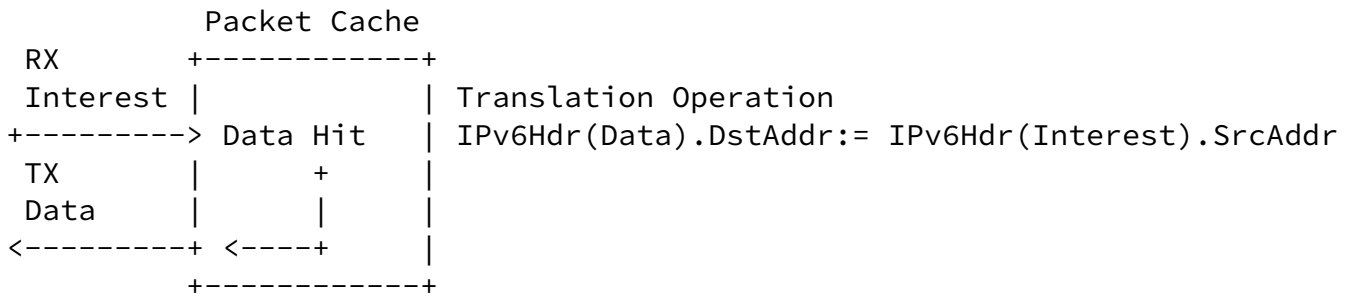 Packet Cache
RX +------------+
Interest | | Translation Operation
+---------> Data Hit | IPv6Hdr(Data).DstAddr:= IPv6Hdr(Interest).SrcAddr
TX | + |
Data | | |
<---------+ <----+ |
+------------+